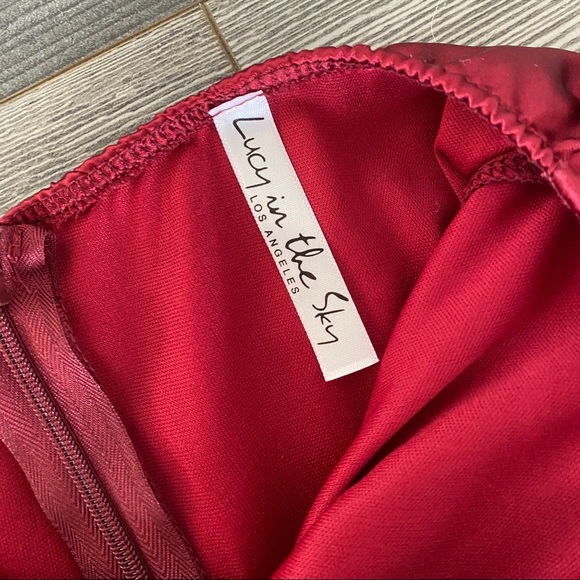 Lucy in the Sky
LOS ANGELES